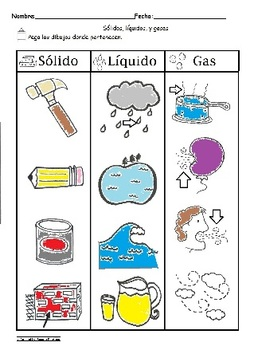 Nombre: Fecha:
Sólidos, líquidos, y gases
Pega los dibujos donde pertenecen.
Sólido Líquido Gas